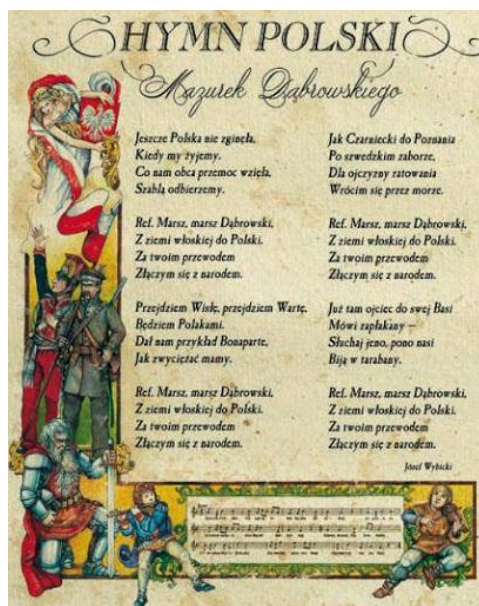 HYMN POLSKI
Mazurek Dąbrowskiego
Jeszcze Polska nie zginęła,
Kiedy my żyjemy.
Co nam obca przemoc wzięła,
Szablą odbierzemy.
Ref. Marsz, marsz Dąbrowski,
Z ziemi włoskiej do Polski.
Za twoim przewodem
Złączym się z narodem.
Przejdziem Wisłę, przejdziem Wartę,
Będziem Polakami.
Dał nam przykład Bonaparte,
Jak zwyciężać mamy.
Ref. Marsz, marsz Dąbrowski,
Z ziemi włoskiej do Polski.
Za twoim przewodem
Złączym się z narodem.
Jak Czarniecki do Poznania
Po szwedzkim zaborze,
Dla ojczyzny ratowania
Wrócim się przez morze.
Ref. Marsz, marsz Dąbrowski,
Z ziemi włoskiej do Polski.
Za twoim przewodem
Złączym się z narodem.
Już tam ojciec do swej Basi
Mówi zapłakany –
Słuchaj jeno, pono nasi
Biją w tarabany.
Ref. Marsz, marsz Dąbrowski,
Z ziemi włoskiej do Polski.
Za twoim przewodem
Złączym się z narodem.
Józef Wybicki